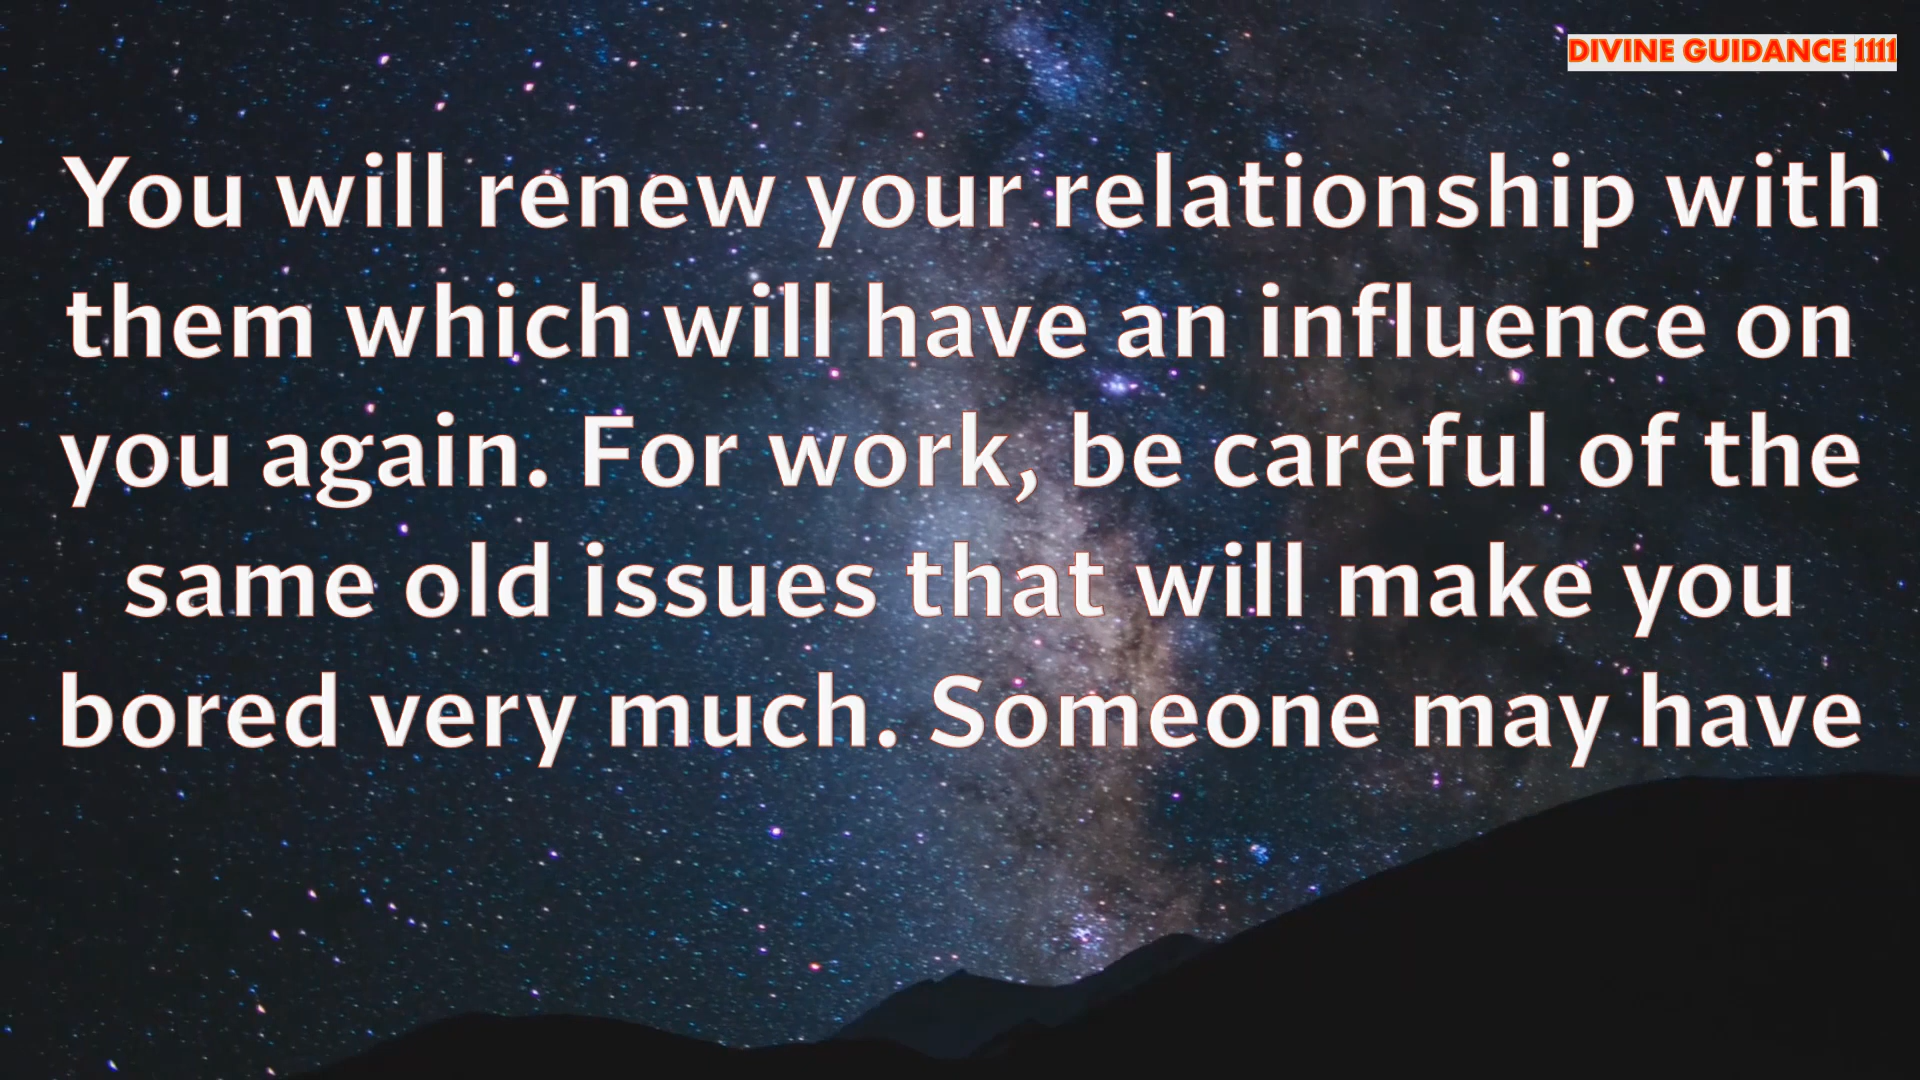 DIVINE GUIDANCE 1111
You will renew your relationship with
them which will have an influence on
you again. For work, be careful of the
same old issues that will make you
bored very much. Someone may have